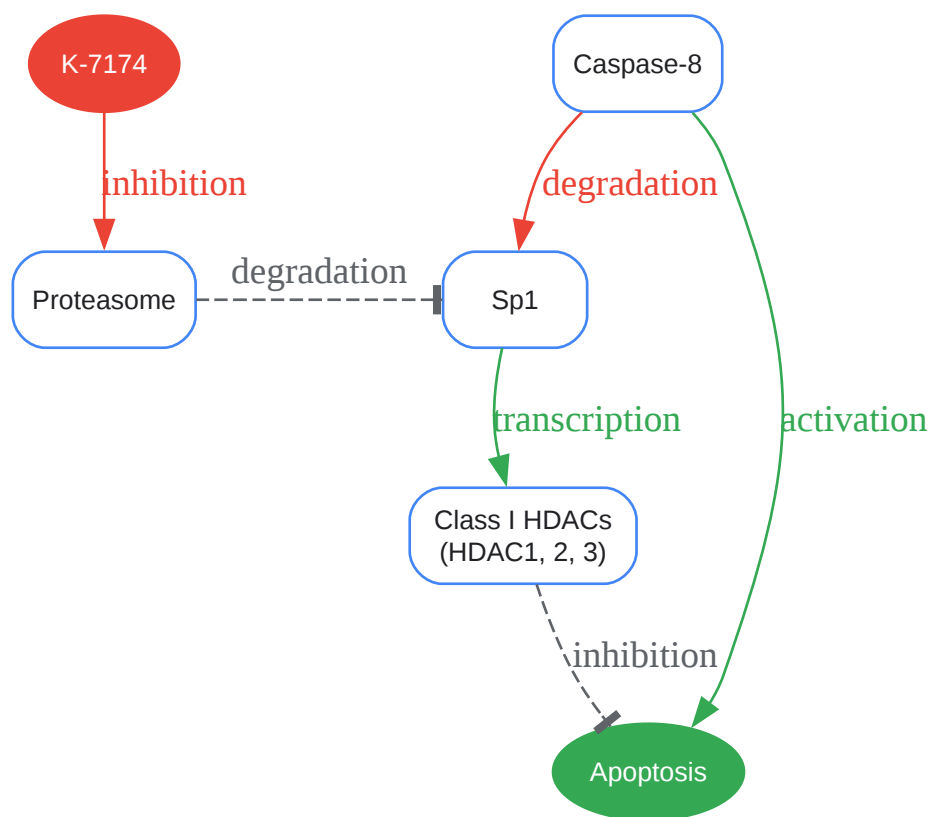 K-7174
Caspase-8
inhibition
degradation
degradation
Proteasome
Sp1
transcription
activation
Class I HDACs
(HDAC1, 2, 3)
inhibition
Apoptosis